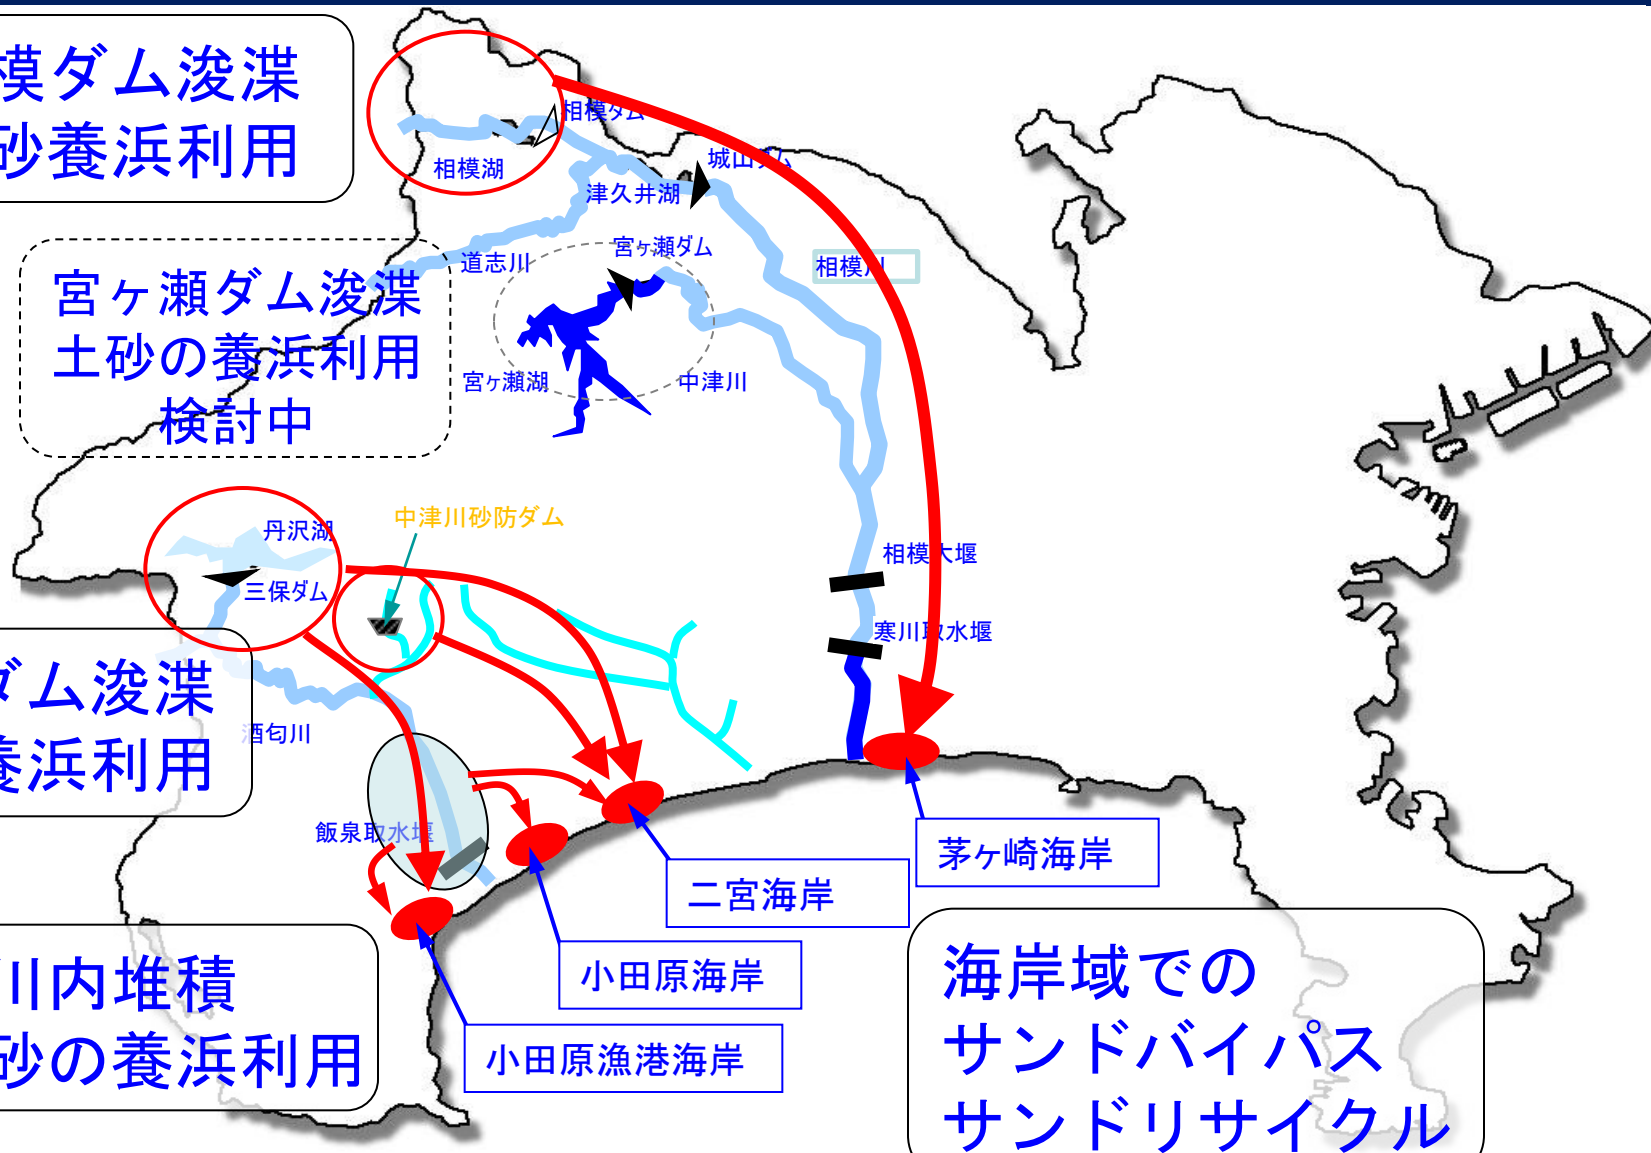 模ダム浚渫
砂養浜利用
相模ダム
相模湖
城山ダム
津久井湖
宮ヶ瀬ダム浚渫
土砂の養浜利用
検討中
道志川
宮ヶ瀬ダム
相模川
宮ヶ瀬湖
中津川
丹沢湖
中津川砂防ダム
三保ダム
相模大堰
寒川取水堰
ダム浚渫
養浜利用
酒匂川
飯泉取水堰
茅ヶ崎海岸
二宮海岸
小田原海岸
小田原漁港海岸
川内堆積
砂の養浜利用
海岸域での
サンドバイパス
サンドリサイクル